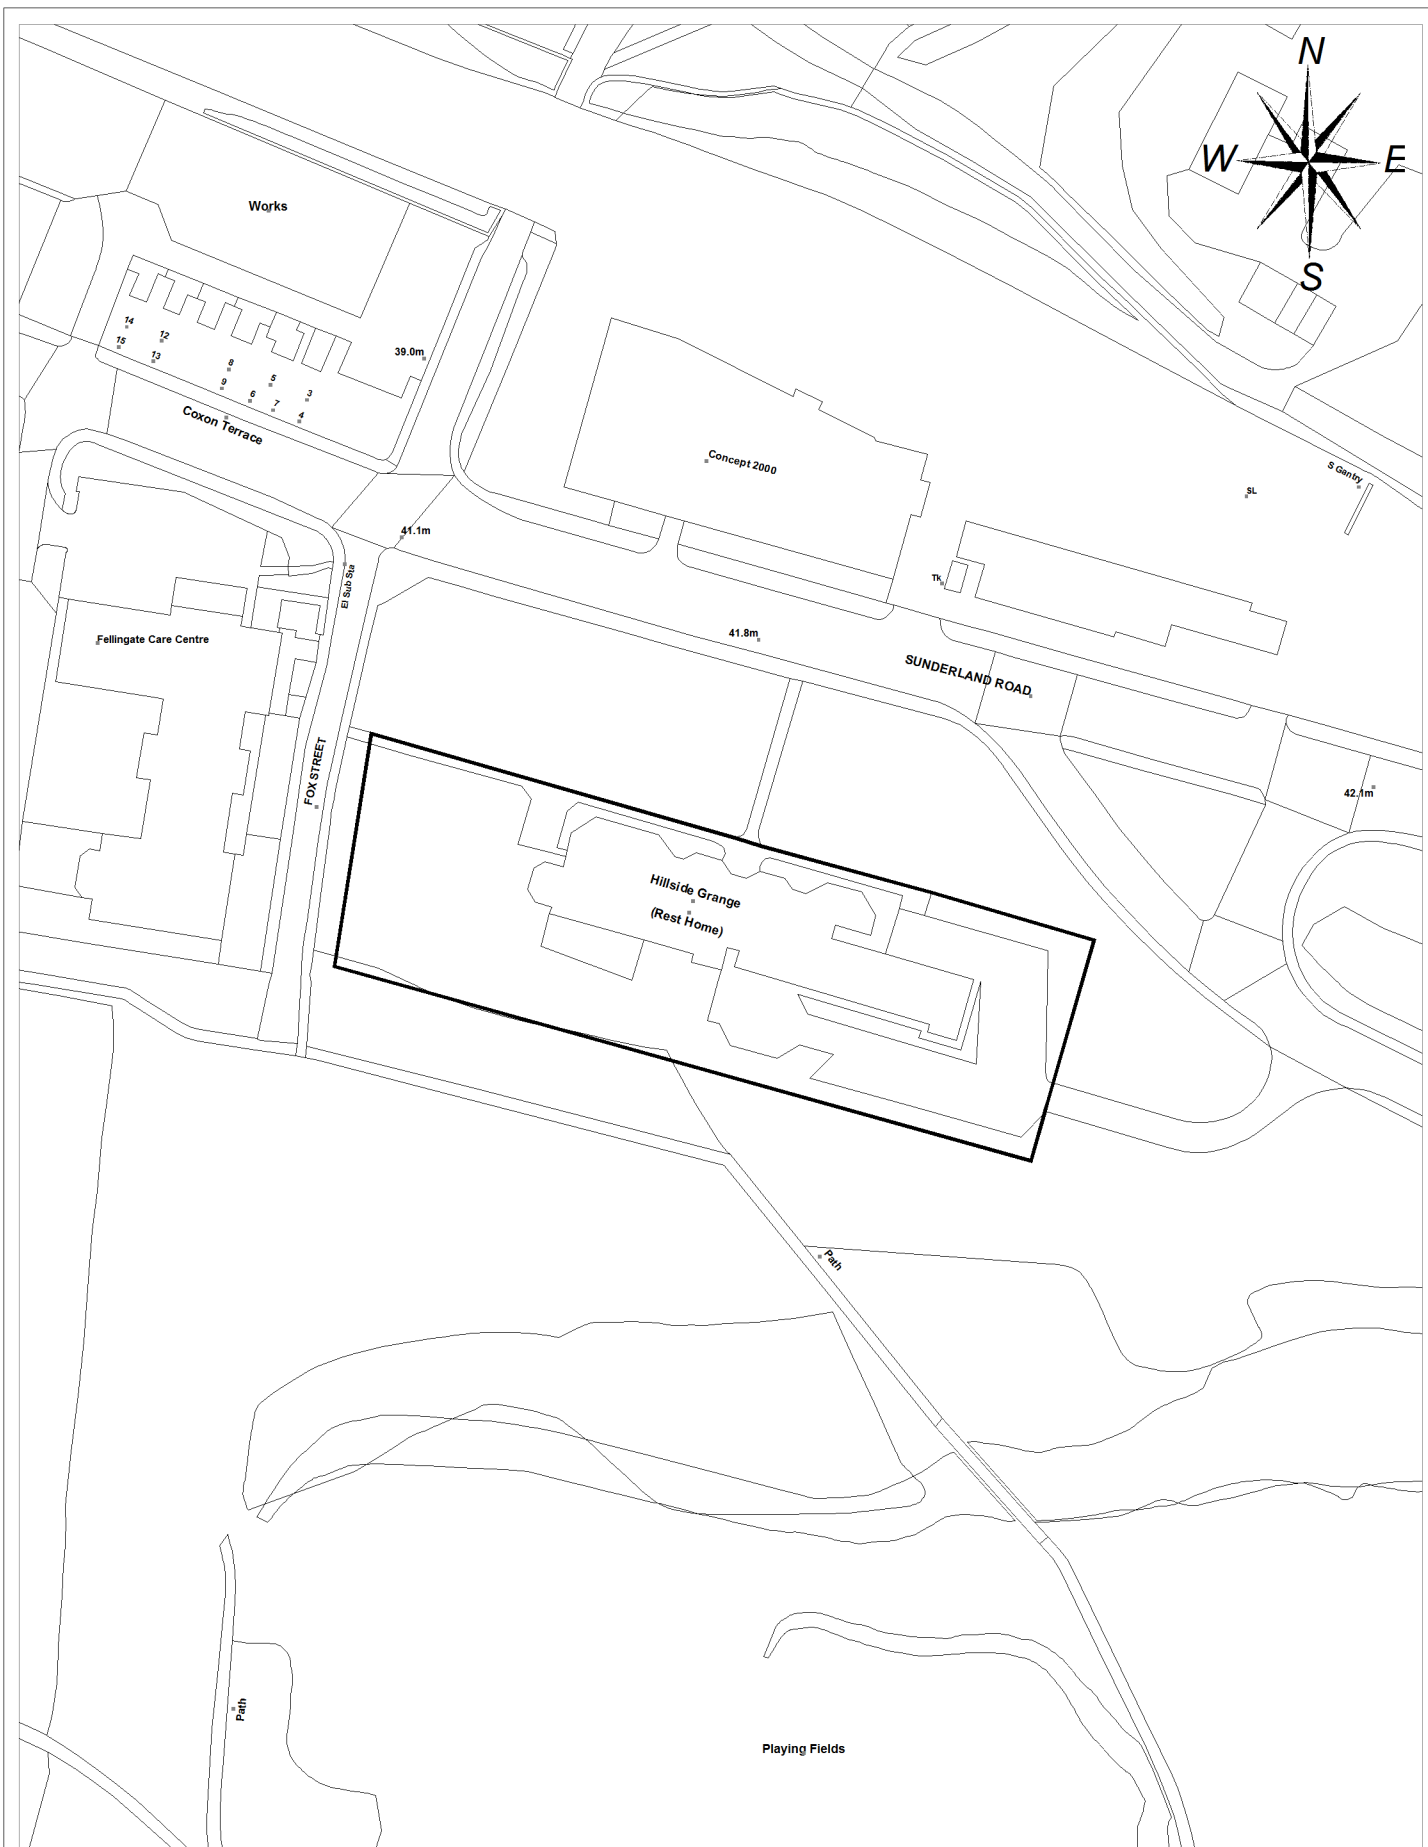 N
W
E
S
Works
14
12
15
13
39.0m
8
5
9
3
6
7
4
Coxon Terrace
Concept 2000
S Gantry
SL
41.1m
El Sub Sta
Tk
Fellingate Care Centre
41.8m
SUNDERLAND ROAD
FOX STREET
42.1m
Hillside Grange
(Rest Home)
Path
Path
Playing Fields